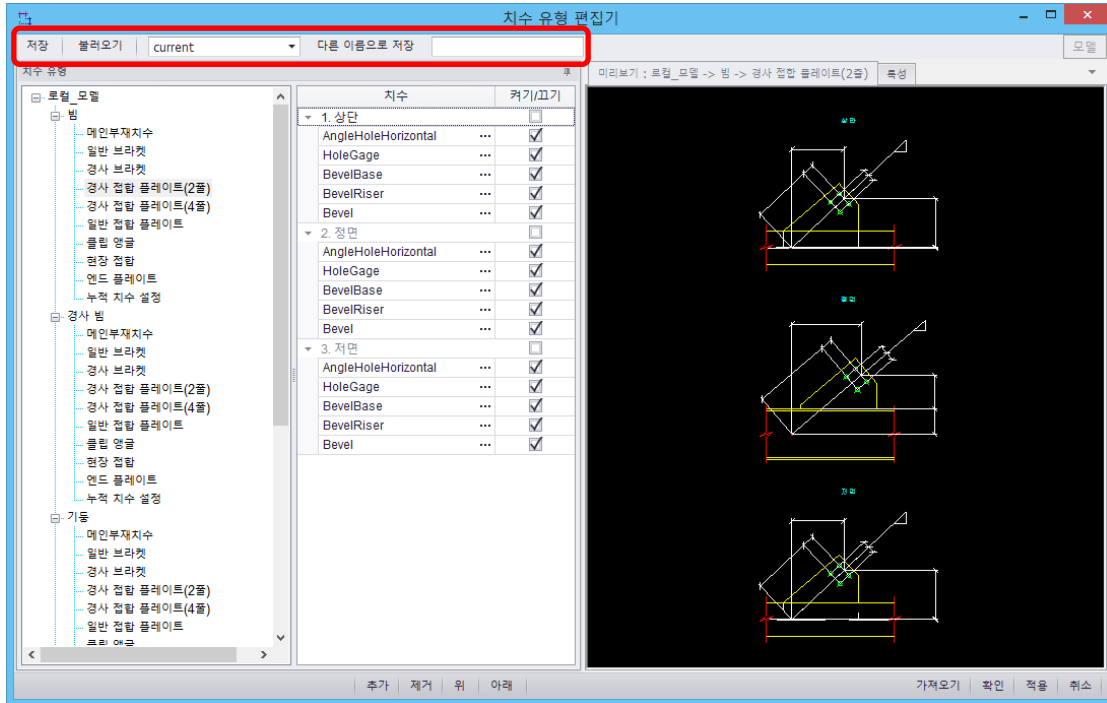 치수 유형 편집기
저장 불러오기 current 다른 이름으로 저장
모델
치수 유형
미리보기 : 로컬_모델 -> 빔 -> 경사 접합 플레이트(2줄) 특성
로컬_모델
빔
메인부재치수
일반 브라켓
경사 브라켓
경사 접합 플레이트(2줄)
경사 접합 플레이트(4줄)
일반 접합 플레이트
클립 앵글
현장 접합
엔드 플레이트
누적 치수 설정
경사 빔
메인부재치수
일반 브라켓
경사 브라켓
경사 접합 플레이트(2줄)
경사 접합 플레이트(4줄)
일반 접합 플레이트
클립 앵글
현장 접합
엔드 플레이트
누적 치수 설정
기둥
메인부재치수
일반 브라켓
경사 브라켓
경사 접합 플레이트(2줄)
경사 접합 플레이트(4줄)
일반 접합 플레이트
클립 앵글
치수 켜기/끄기
1. 상단
AngleHoleHorizontal ...
HoleGage ...
BevelBase ...
BevelRiser ...
Bevel ...
2. 정면
AngleHoleHorizontal ...
HoleGage ...
BevelBase ...
BevelRiser ...
Bevel ...
3. 저면
AngleHoleHorizontal ...
HoleGage ...
BevelBase ...
BevelRiser ...
Bevel ...
상면
저면
추가 제거 위 아래
가져오기 확인 적용 취소